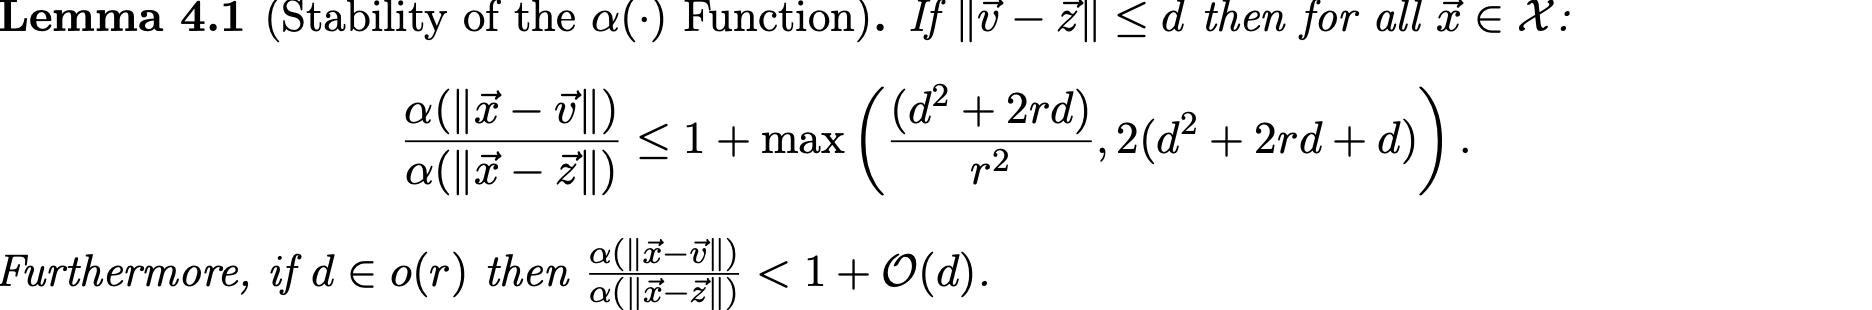 Lemma 4.1 (Stability of the α(·) Function). If ‖v⃗ − z⃗‖ ≤ d then for all x⃗ ∈ 𝒳:
α(‖x⃗ − v⃗‖) / α(‖x⃗ − z⃗‖) ≤ 1 + max ( (d² + 2rd) / r², 2(d² + 2rd + d) ) .
Furthermore, if d ∈ o(r) then α(‖x⃗−v⃗‖) / α(‖x⃗−z⃗‖) < 1 + 𝒪(d).